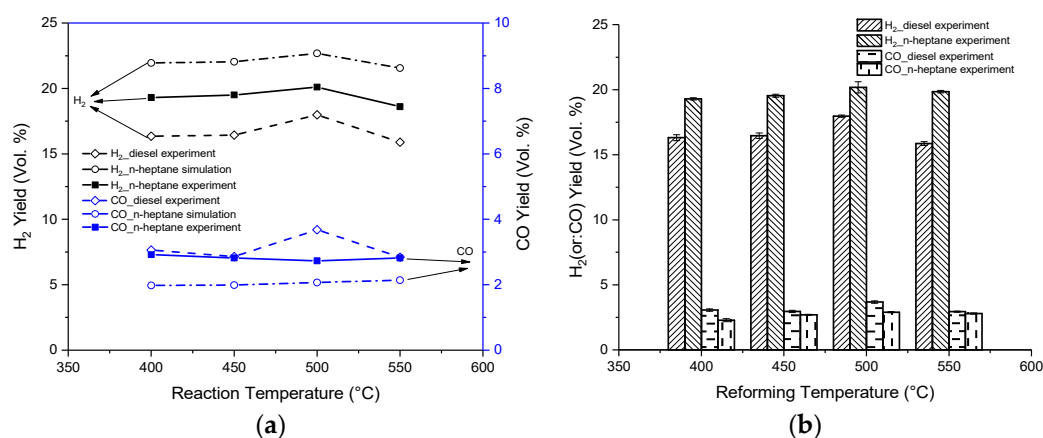 25
20
15
10
5
0
H₂ Yield (Vol. %)
10
8
6
4
2
0
CO Yield (Vol. %)
H₂
H₂_diesel experiment
H₂_n-heptane simulation
H₂_n-heptane experiment
CO_diesel experiment
CO_n-heptane simulation
CO_n-heptane experiment
CO
350 400 450 500 550 600
Reaction Temperature (°C)
(a)
H₂_diesel experiment
H₂_n-heptane experiment
CO_diesel experiment
CO_n-heptane experiment
25
20
15
10
5
0
H₂(or:CO) Yield (Vol. %)
350 400 450 500 550 600
Reforming Temperature (°C)
(b)